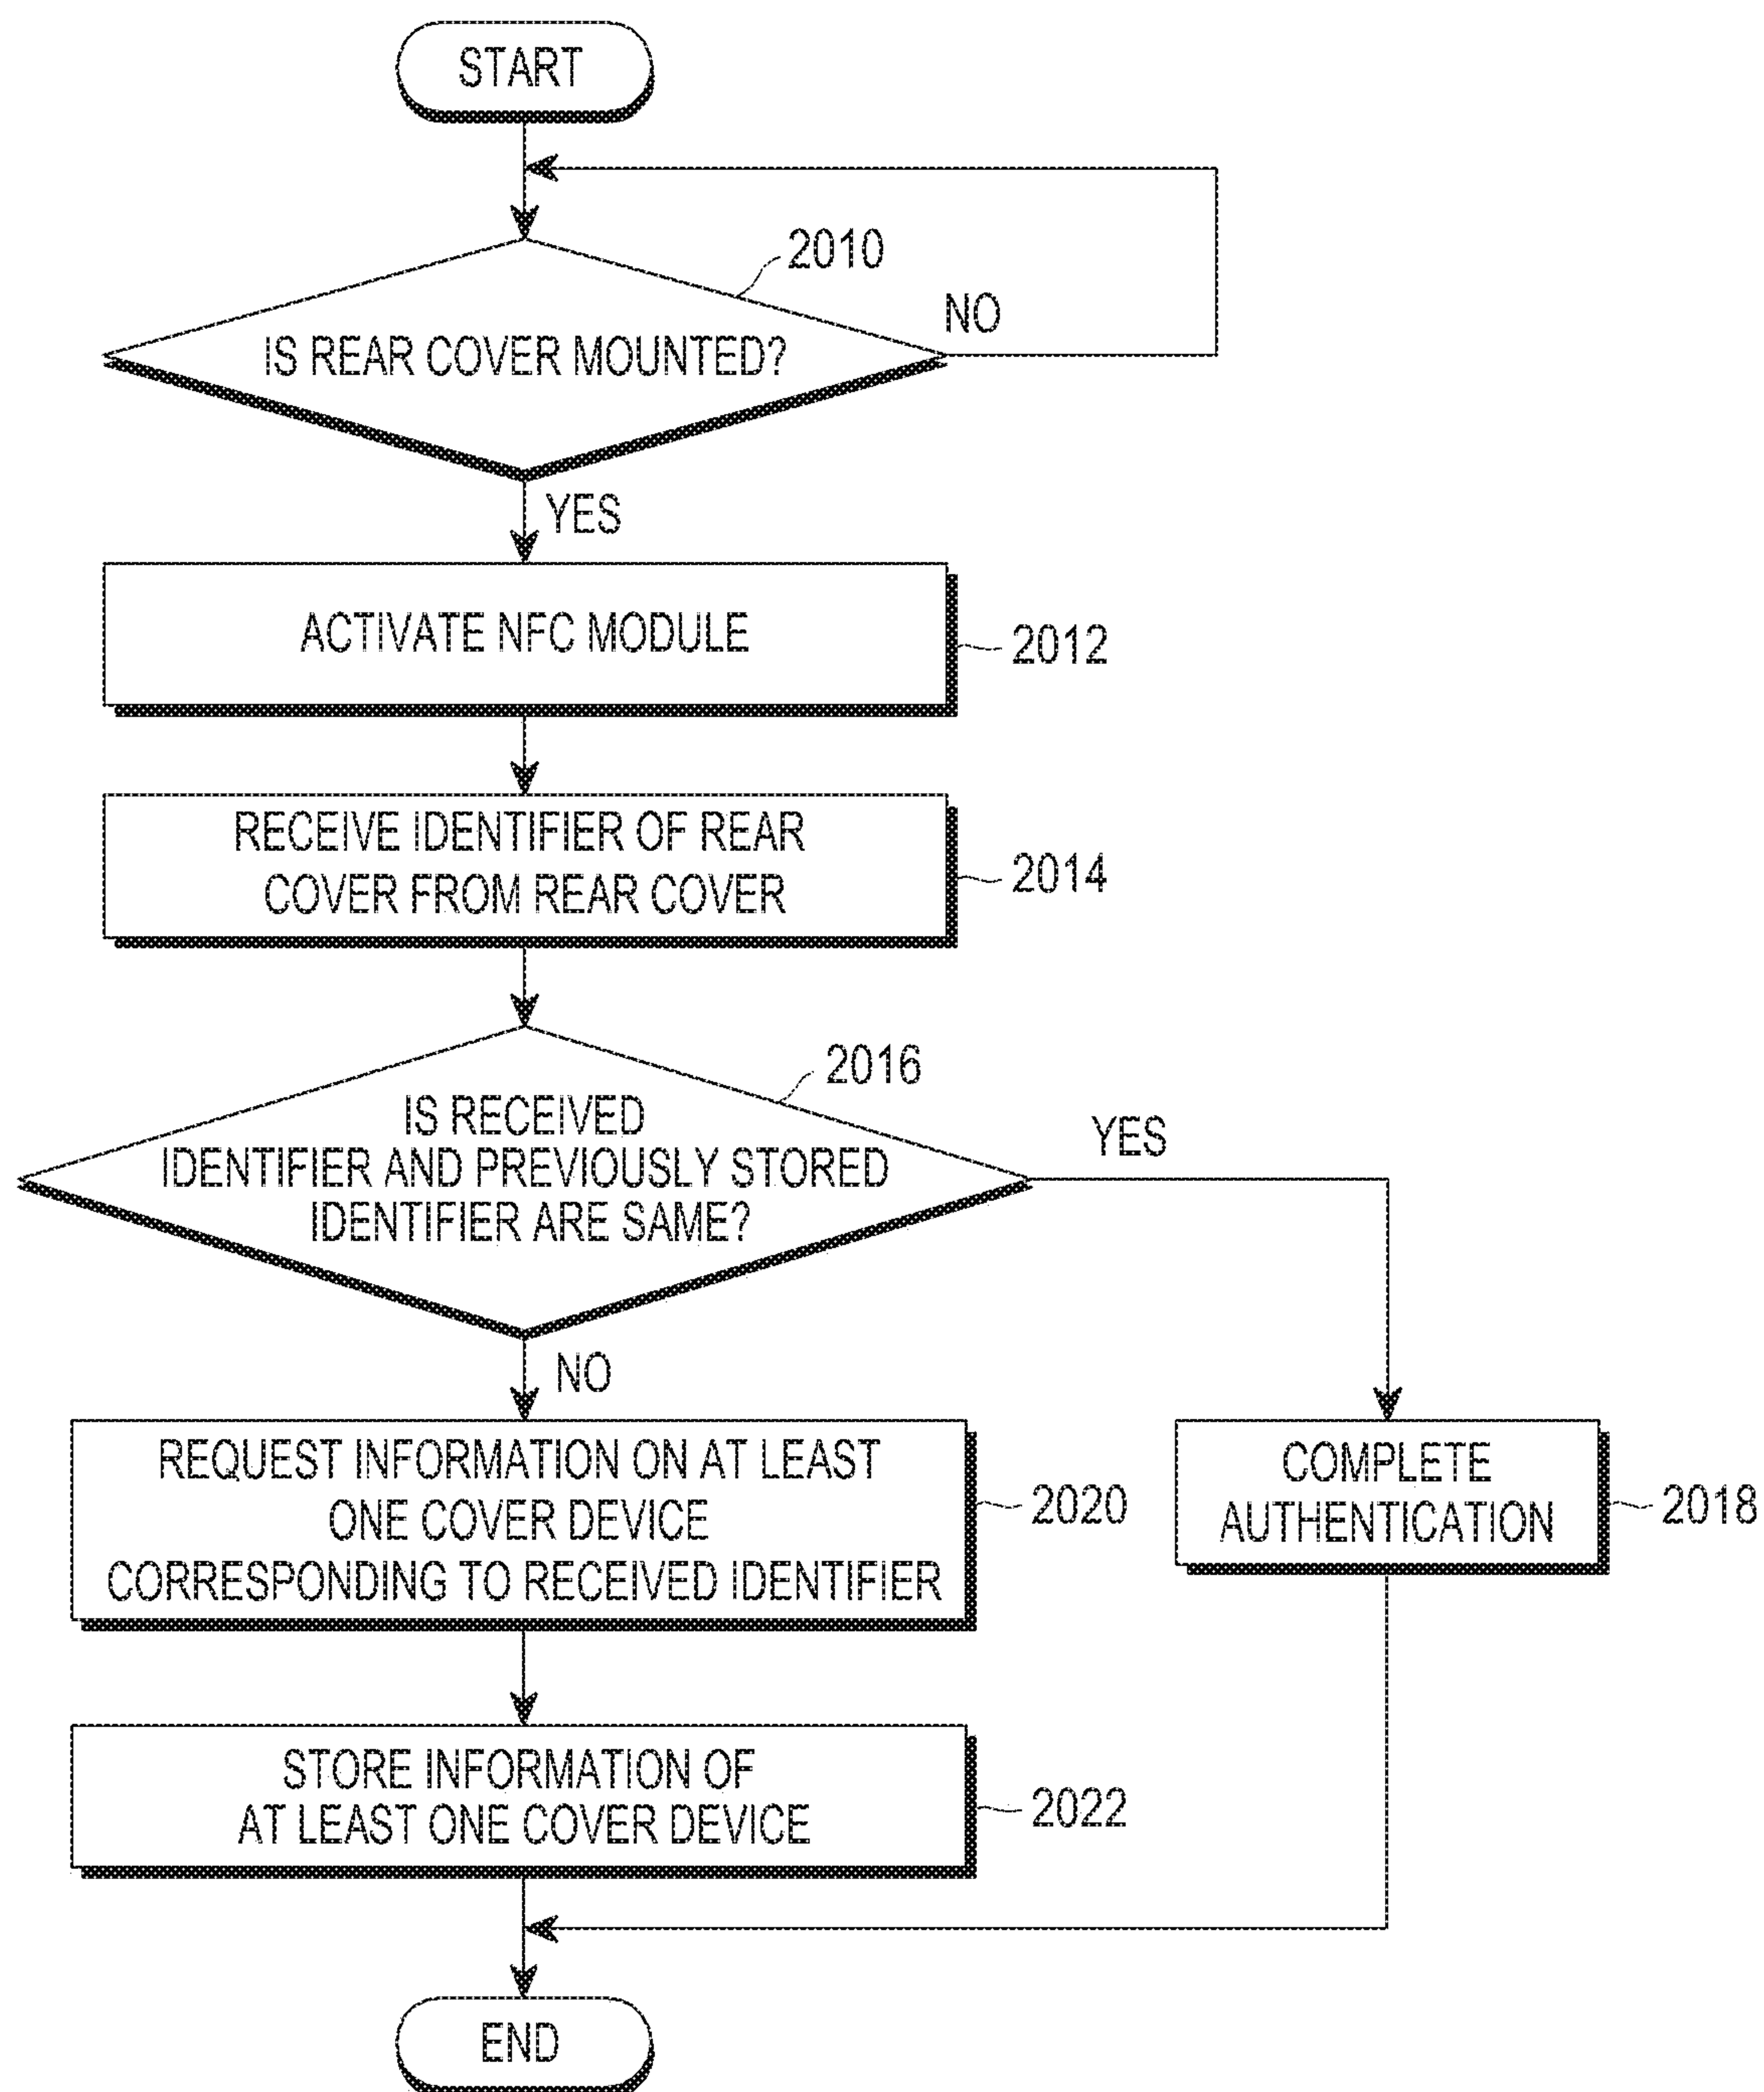 START
2010
NO
IS REAR COVER MOUNTED?
YES
ACTIVATE NFC MODULE
2012
RECEIVE IDENTIFIER OF REAR
COVER FROM REAR COVER
2014
2016
IS RECEIVED
IDENTIFIER AND PREVIOUSLY STORED
IDENTIFIER ARE SAME?
YES
NO
REQUEST INFORMATION ON AT LEAST
ONE COVER DEVICE
CORRESPONDING TO RECEIVED IDENTIFIER
2020
COMPLETE
AUTHENTICATION
2018
STORE INFORMATION OF
AT LEAST ONE COVER DEVICE
2022
END